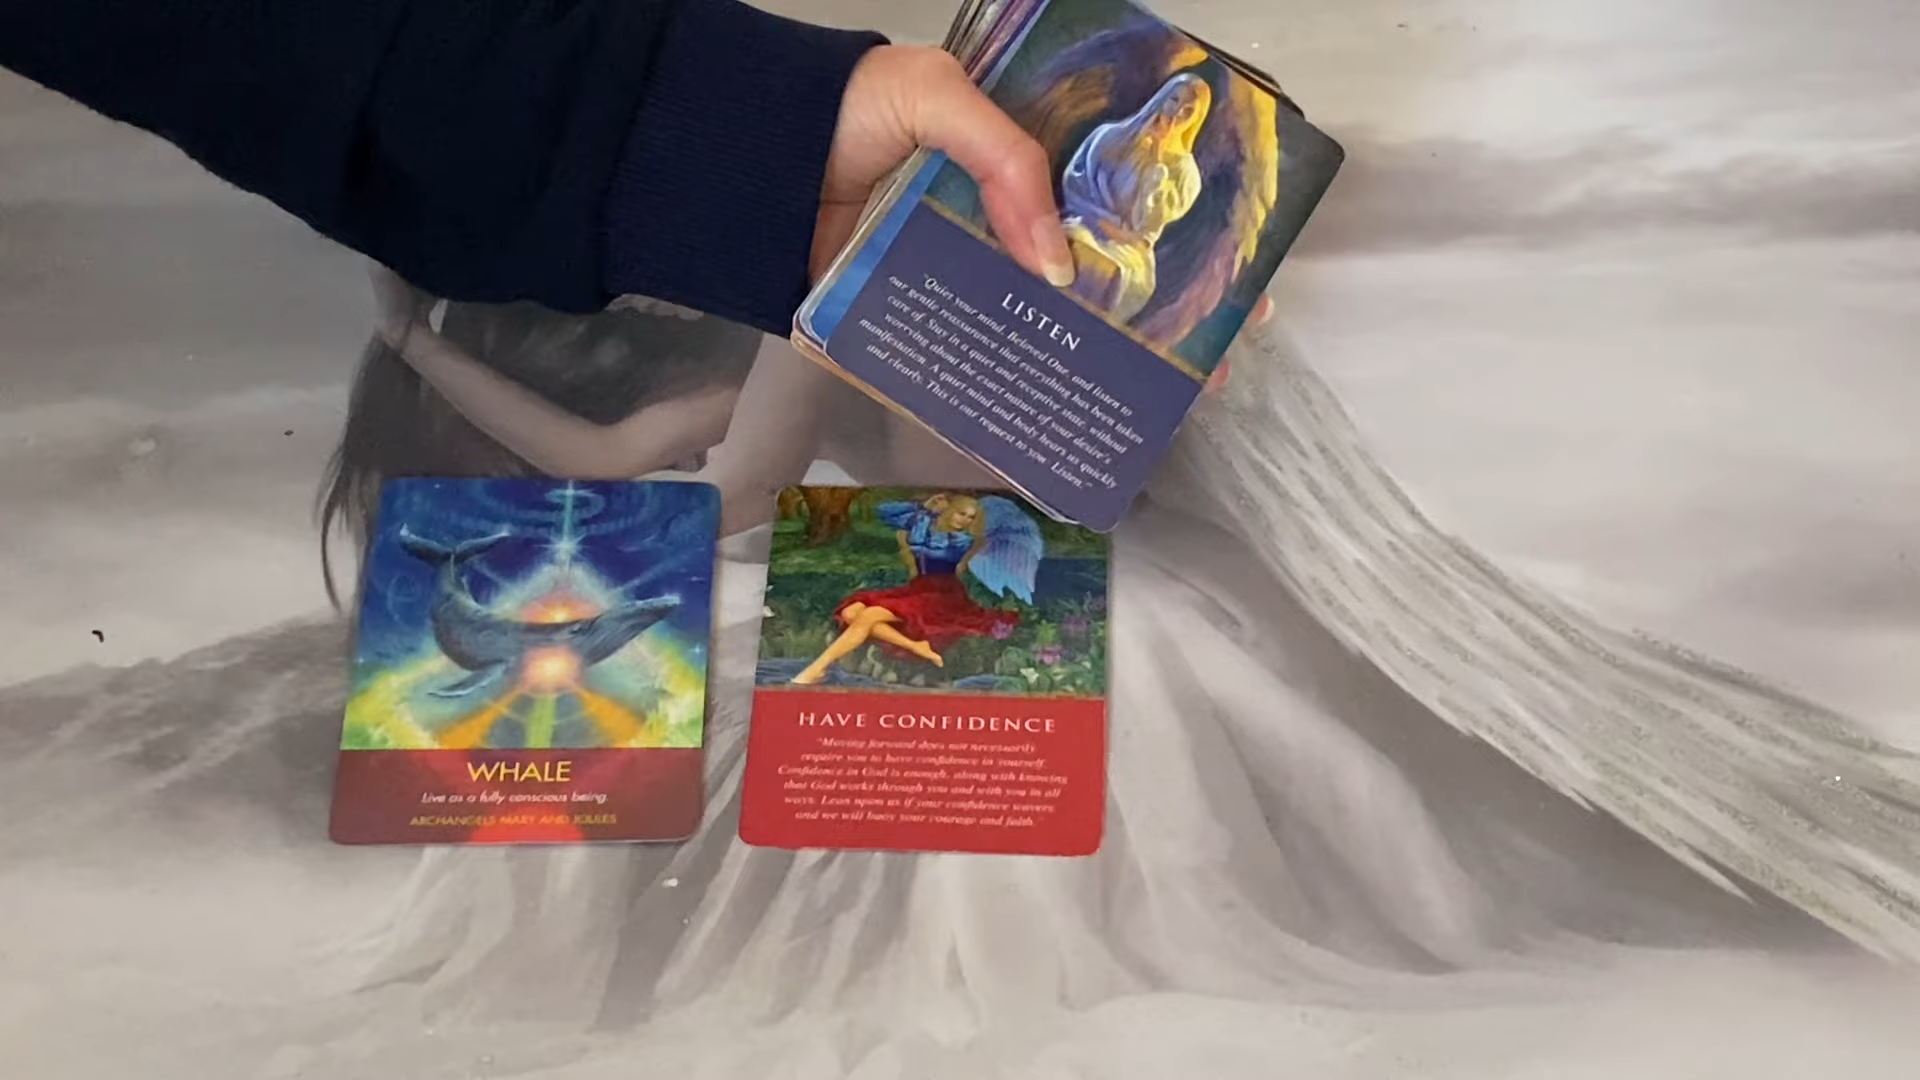 LISTEN
"Quiet your mind, Beloved One, and listen to
our gentle reassurance that everything has been taken
care of. Stay in a quiet and receptive state, without
worrying about the exact nature of your desire's
manifestation. A quiet mind and body hears us quickly
and clearly. This is our request to you: Listen."
WHALE
Live as a fully conscious being.
ARCHANGELS MARY AND JOULES
HAVE CONFIDENCE
"Moving forward does not necessarily
require you to have confidence in yourself.
Confidence in God is enough, along with knowing
that God works through you and with you in all
ways. Lean upon us if your confidence wavers,
and we will buoy your courage and faith."